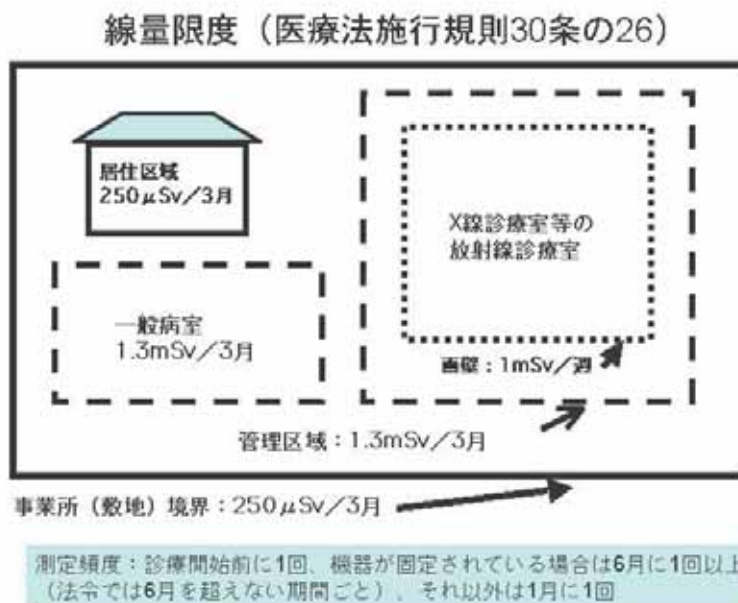 線量限度（医療法施行規則30条の26）
居住区域
250μSv／3月
X線診療室等の
放射線診療室
一般病室
1.3mSv／3月
画壁：1mSv／週
管理区域：1.3mSv／3月
事業所（敷地）境界：250μSv／3月
測定頻度：診療開始前に1回、機器が固定されている場合は6月に1回以上
（法令では6月を超えない期間ごと）、それ以外は1月に1回